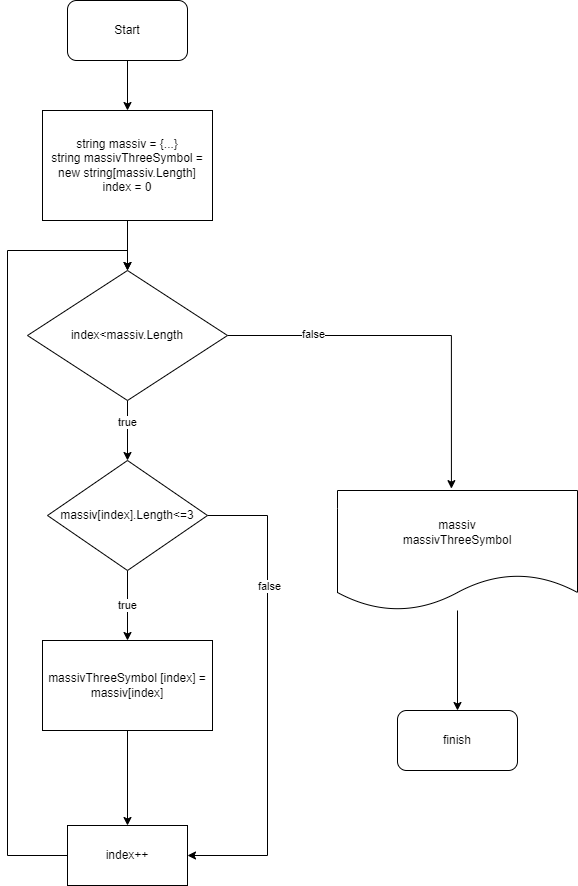 Start
string massiv = {...}
string massivThreeSymbol =
new string[massiv.Length]
index = 0
index<massiv.Length
false
true
massiv[index].Length<=3
massiv
massivThreeSymbol
false
true
massivThreeSymbol [index] =
massiv[index]
finish
index++